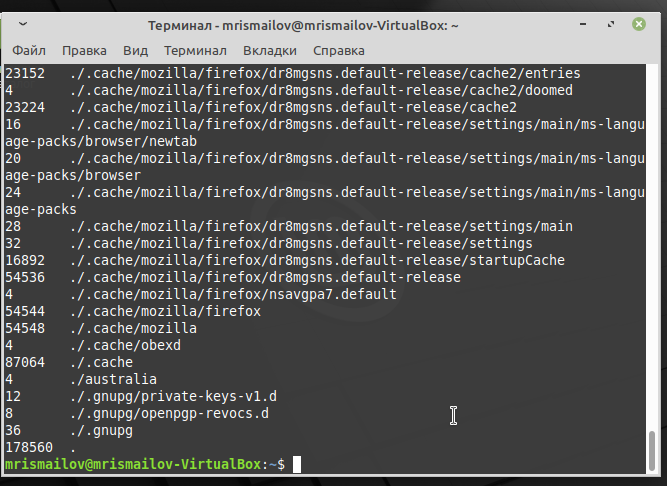 Терминал - mrismailov@mrismailov-VirtualBox: ~
Файл Правка Вид Терминал Вкладки Справка
23152 ./.cache/mozilla/firefox/dr8mgsns.default-release/cache2/entries
4 ./.cache/mozilla/firefox/dr8mgsns.default-release/cache2/doomed
23224 ./.cache/mozilla/firefox/dr8mgsns.default-release/cache2
16 ./.cache/mozilla/firefox/dr8mgsns.default-release/settings/main/ms-langu
age-packs/browser/newtab
20 ./.cache/mozilla/firefox/dr8mgsns.default-release/settings/main/ms-langu
age-packs/browser
24 ./.cache/mozilla/firefox/dr8mgsns.default-release/settings/main/ms-langu
age-packs
28 ./.cache/mozilla/firefox/dr8mgsns.default-release/settings/main
32 ./.cache/mozilla/firefox/dr8mgsns.default-release/settings
16892 ./.cache/mozilla/firefox/dr8mgsns.default-release/startupCache
54536 ./.cache/mozilla/firefox/dr8mgsns.default-release
4 ./.cache/mozilla/firefox/nsavgpa7.default
54544 ./.cache/mozilla/firefox
54548 ./.cache/mozilla
4 ./.cache/obexd
87064 ./.cache
4 ./australia
12 ./.gnupg/private-keys-v1.d
8 ./.gnupg/openpgp-revocs.d
36 ./.gnupg
178560 .
mrismailov@mrismailov-VirtualBox:~$